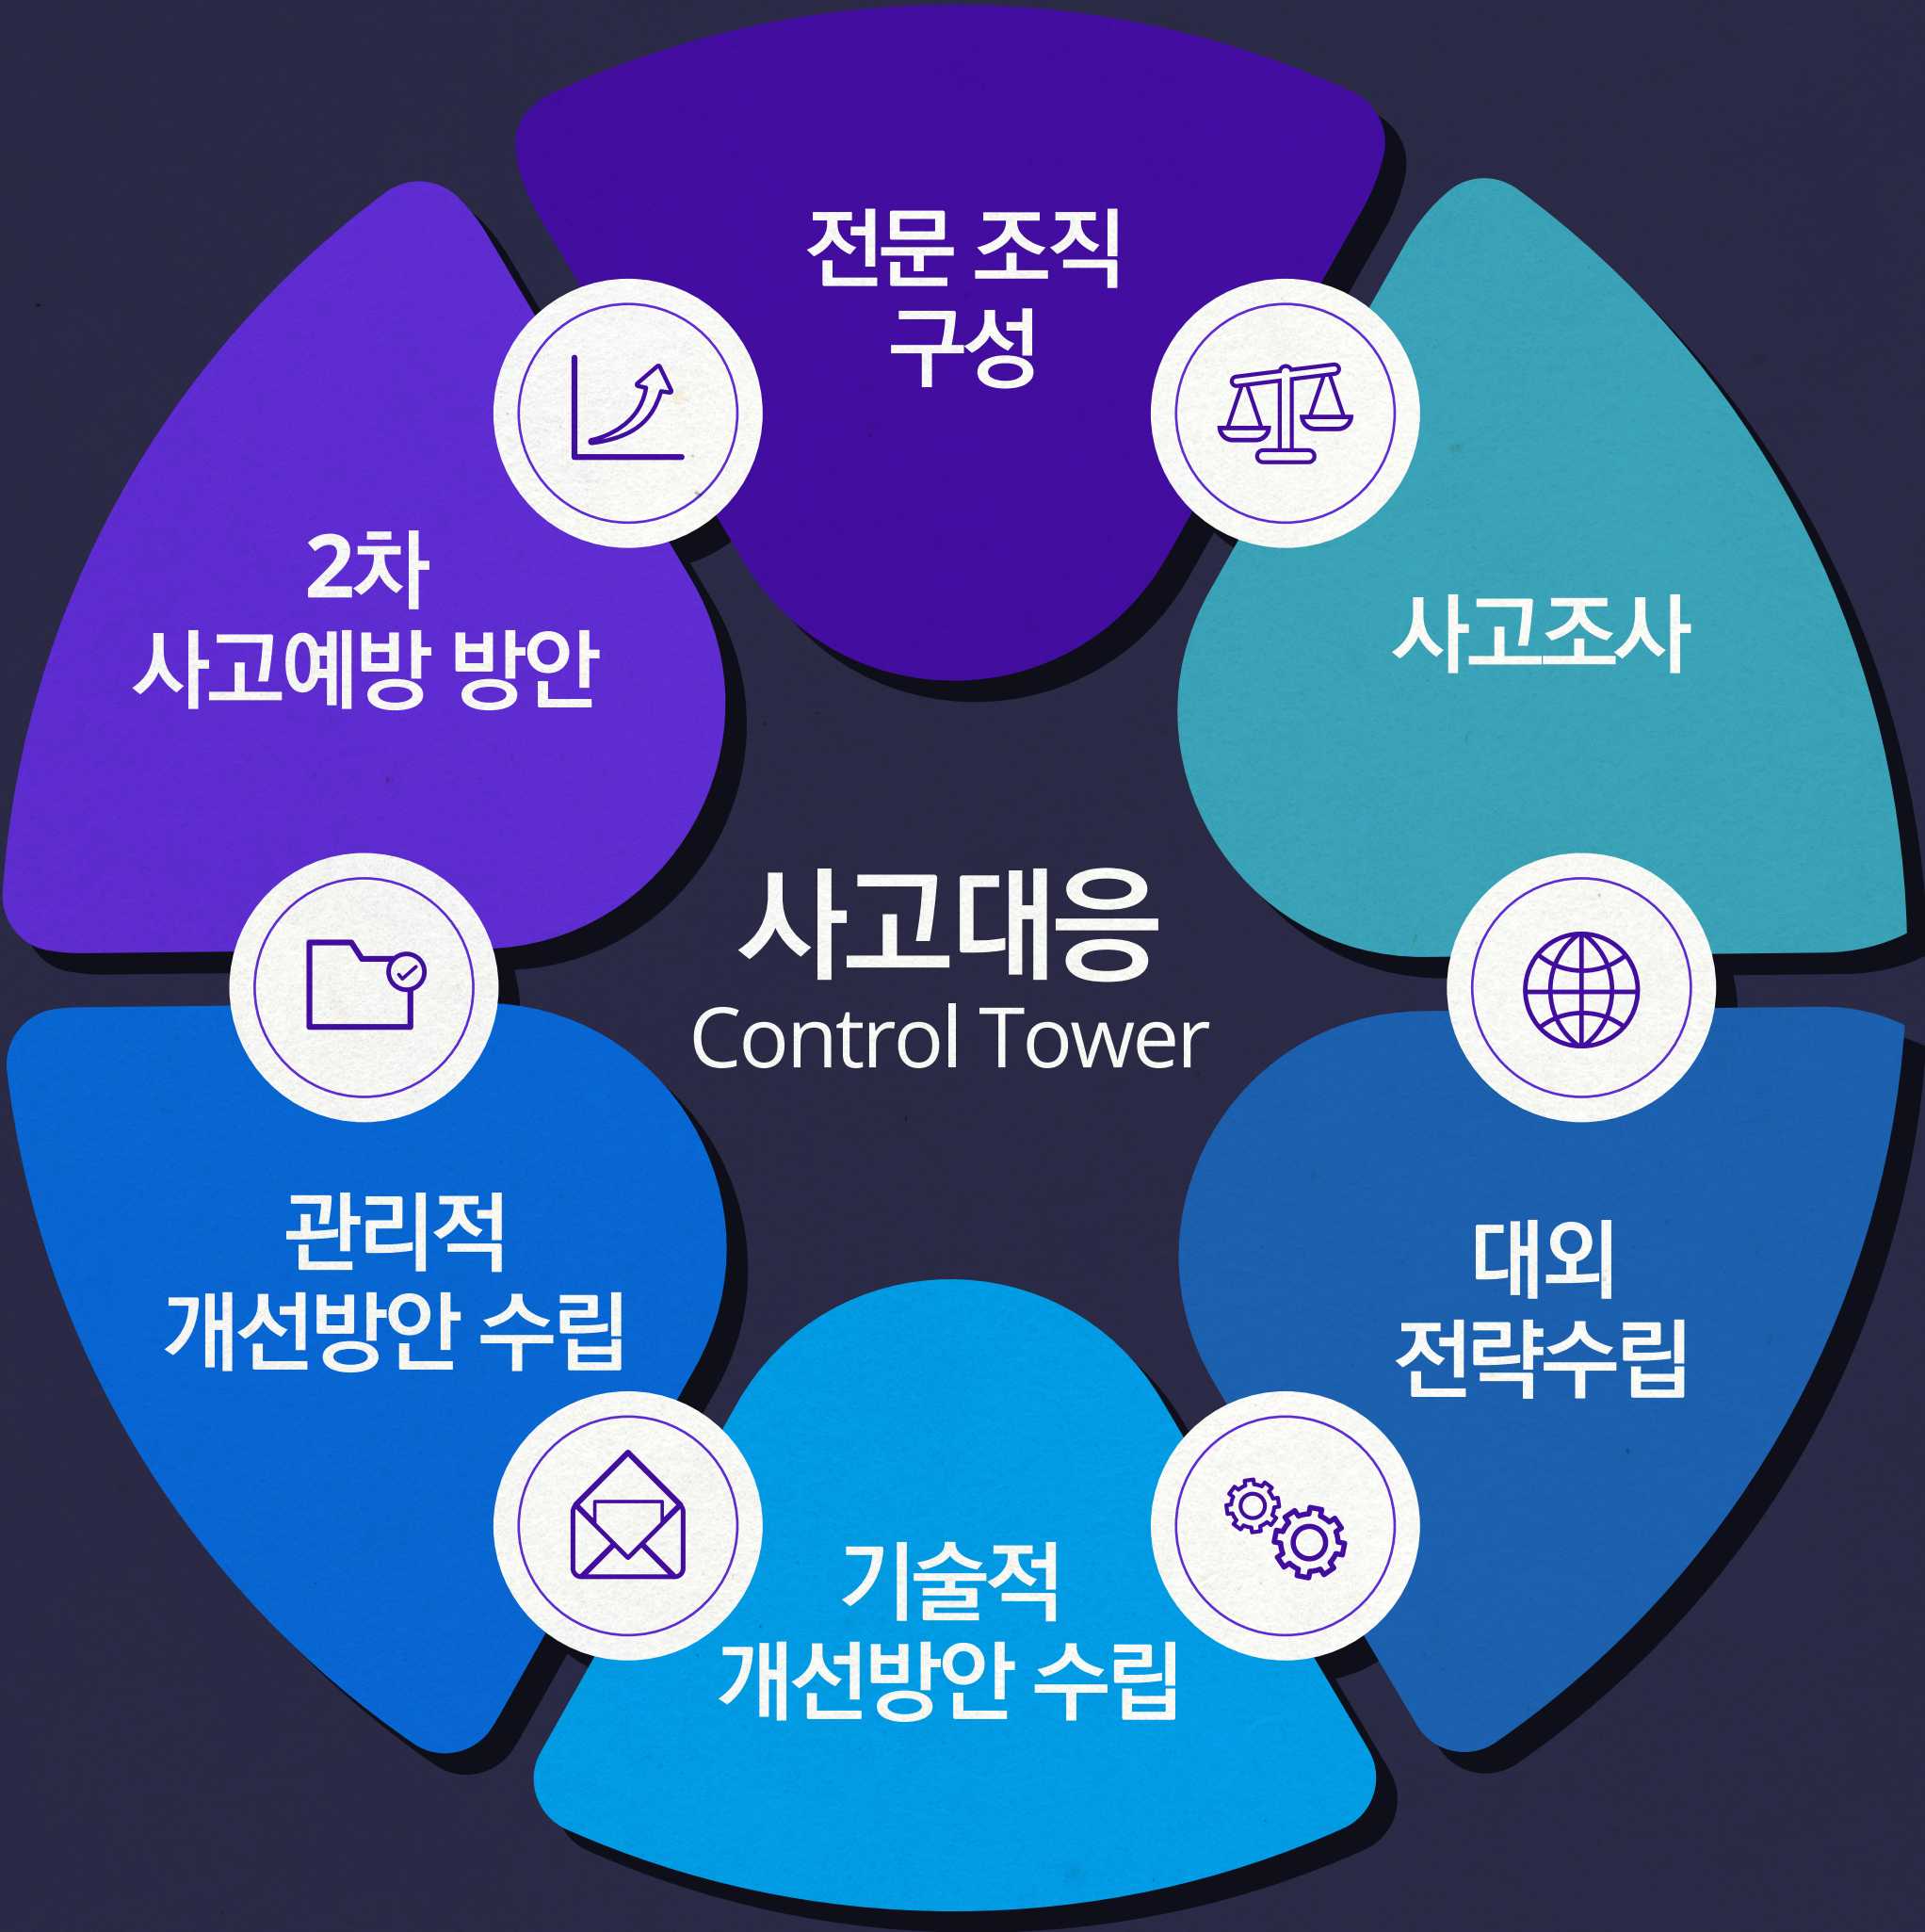 전문 조직
구성
사고조사
대외
전략수립
기술적
개선방안 수립
관리적
개선방안 수립
2차
사고예방 방안
사고대응
Control Tower